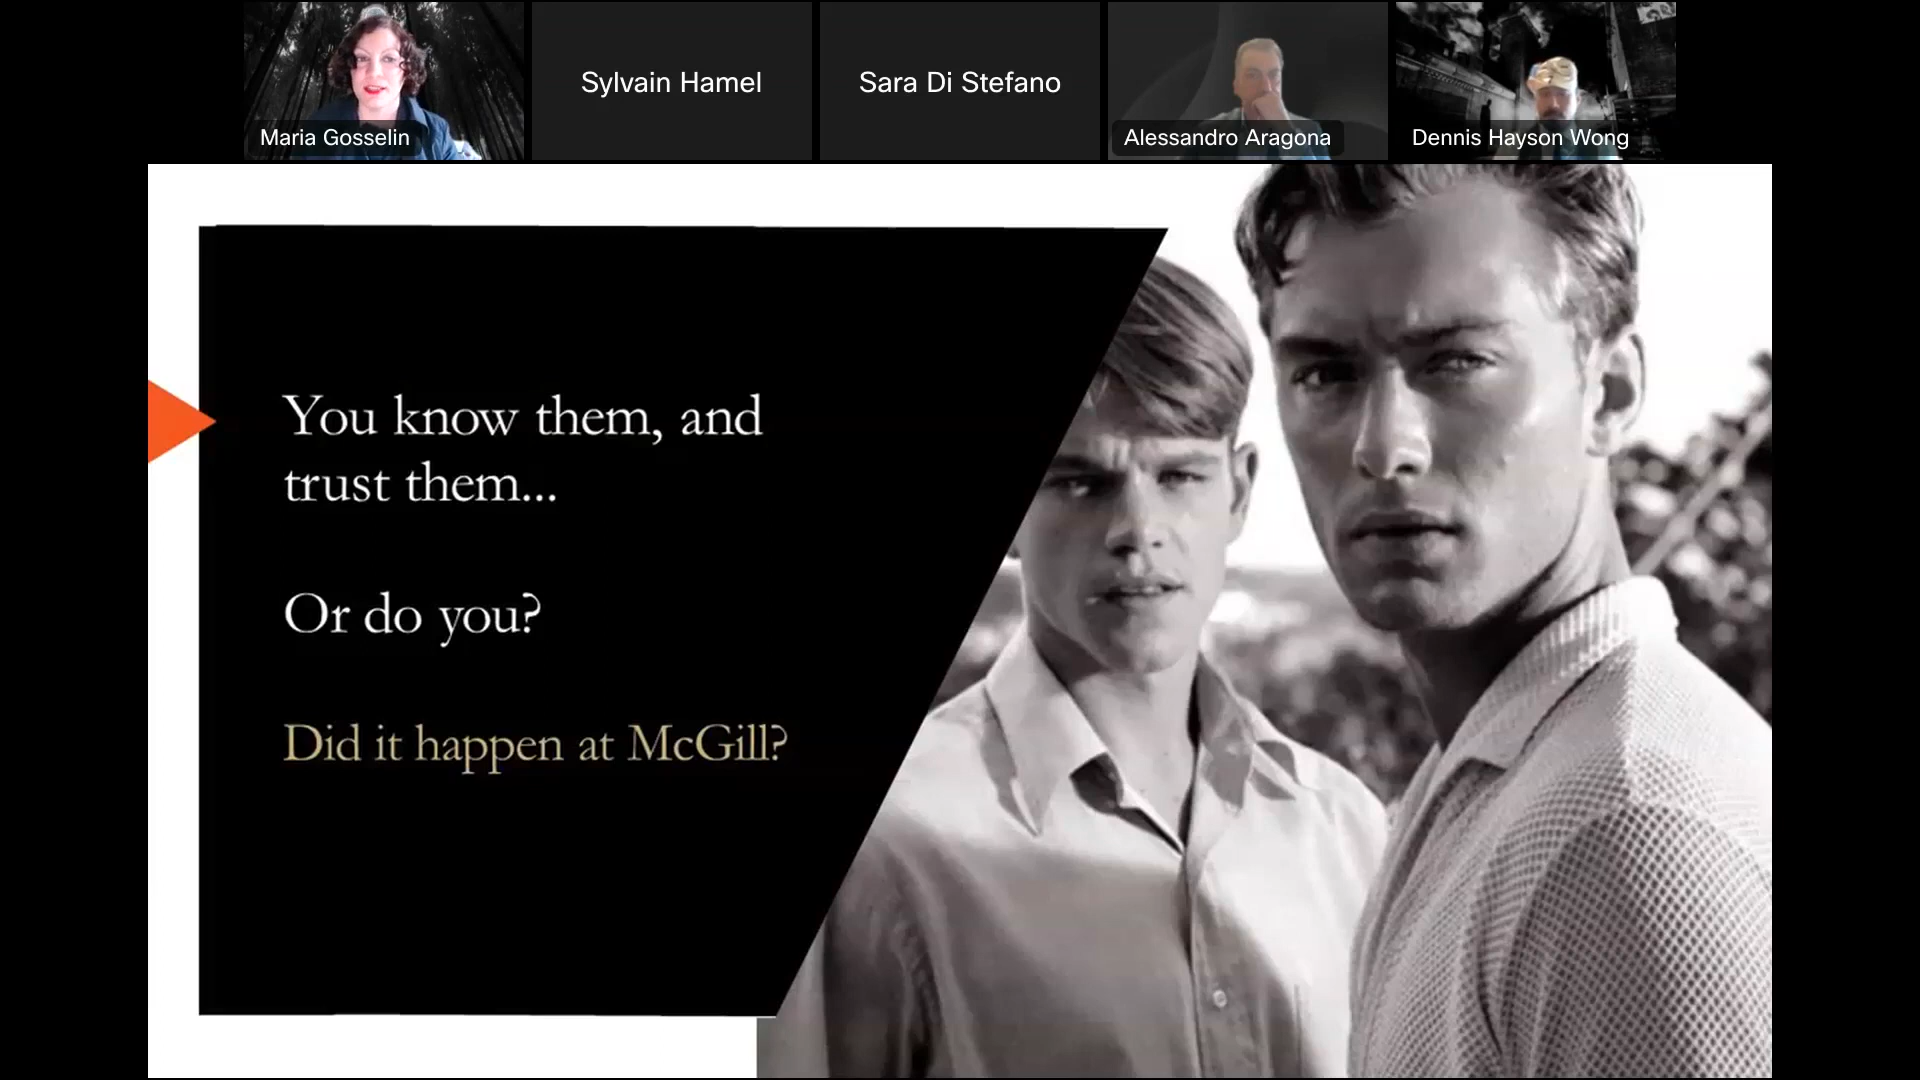 Sylvain Hamel
Sara Di Stefano
Maria Gosselin
Alessandro Aragona
Dennis Hayson Wong
You know them, and
trust them...
Or do you?
Did it happen at McGill?